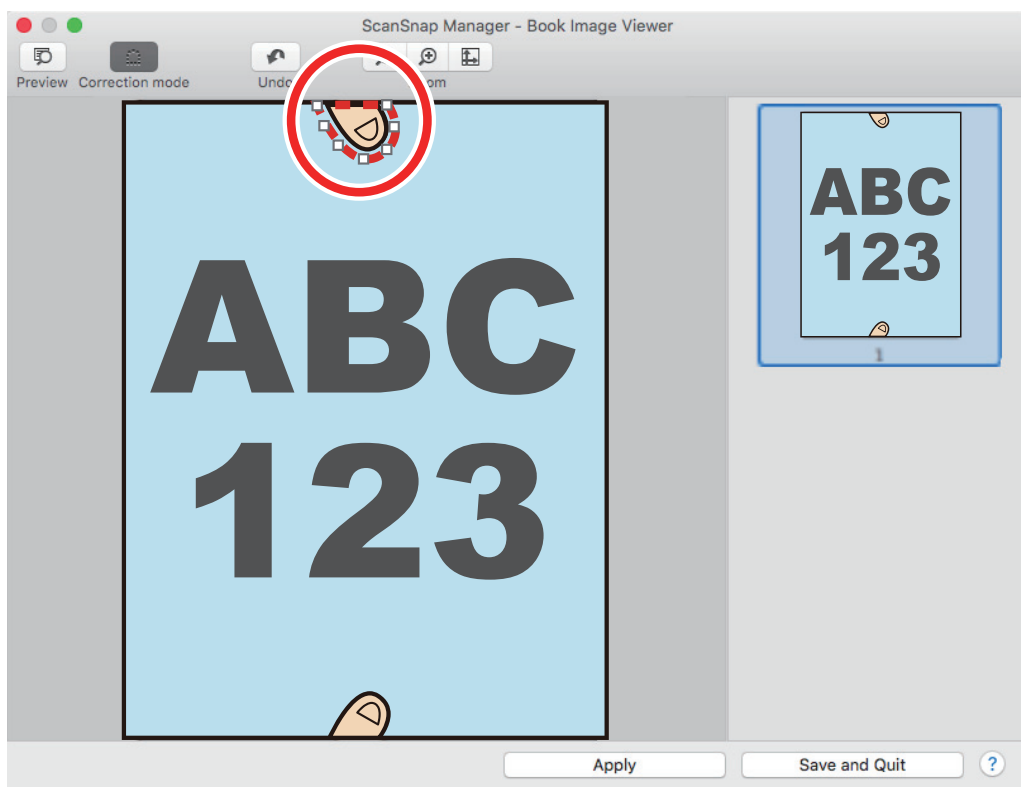 ScanSnap Manager - Book Image Viewer
Preview Correction mode Undo om
ABC
123
ABC
123
1
Apply Save and Quit ?